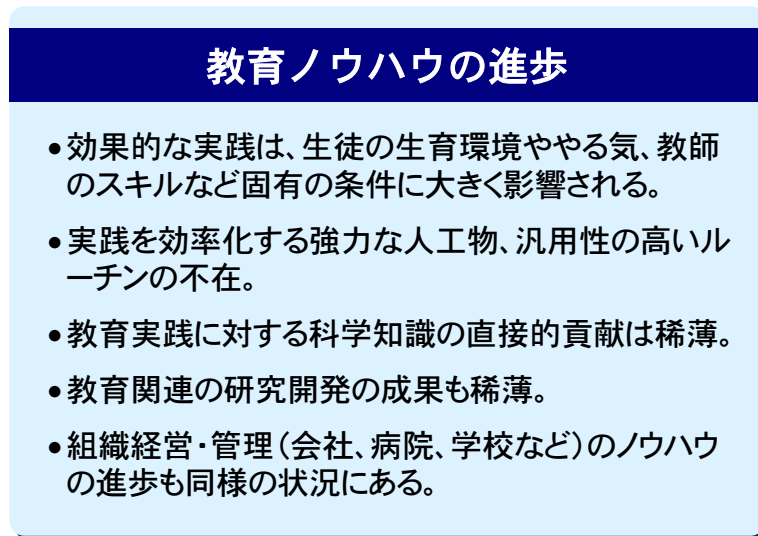 教育ノウハウの進歩
•効果的な実践は、生徒の生育環境ややる気、教師
のスキルなど固有の条件に大きく影響される。
•実践を効率化する強力な人工物、汎用性の高いル
ーチンの不在。
•教育実践に対する科学知識の直接的貢献は稀薄。
•教育関連の研究開発の成果も稀薄。
•組織経営・管理（会社、病院、学校など）のノウハウ
の進歩も同様の状況にある。